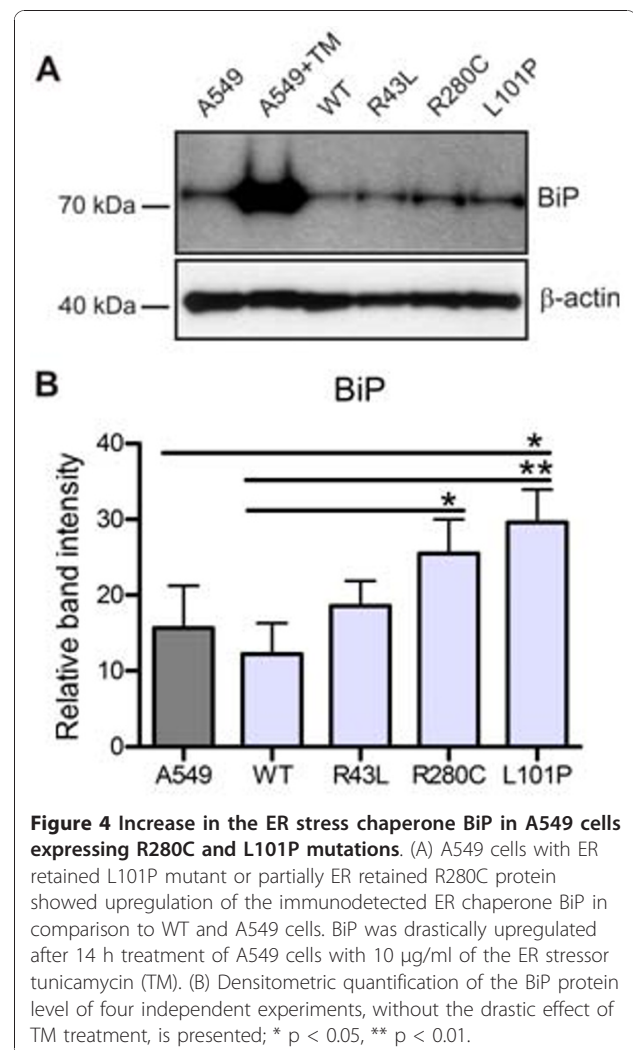 A
A549
A549+TM
WT
R43L
R280C
L101P
70 kDa
BiP
40 kDa
β-actin
B
BiP
Relative band intensity
40
30
20
10
0
*
**
*
A549 WT R43L R280C L101P
Figure 4 Increase in the ER stress chaperone BiP in A549 cells
expressing R280C and L101P mutations. (A) A549 cells with ER
retained L101P mutant or partially ER retained R280C protein
showed upregulation of the immunodetected ER chaperone BiP in
comparison to WT and A549 cells. BiP was drastically upregulated
after 14 h treatment of A549 cells with 10 μg/ml of the ER stressor
tunicamycin (TM). (B) Densitometric quantification of the BiP protein
level of four independent experiments, without the drastic effect of
TM treatment, is presented; * p < 0.05, ** p < 0.01.